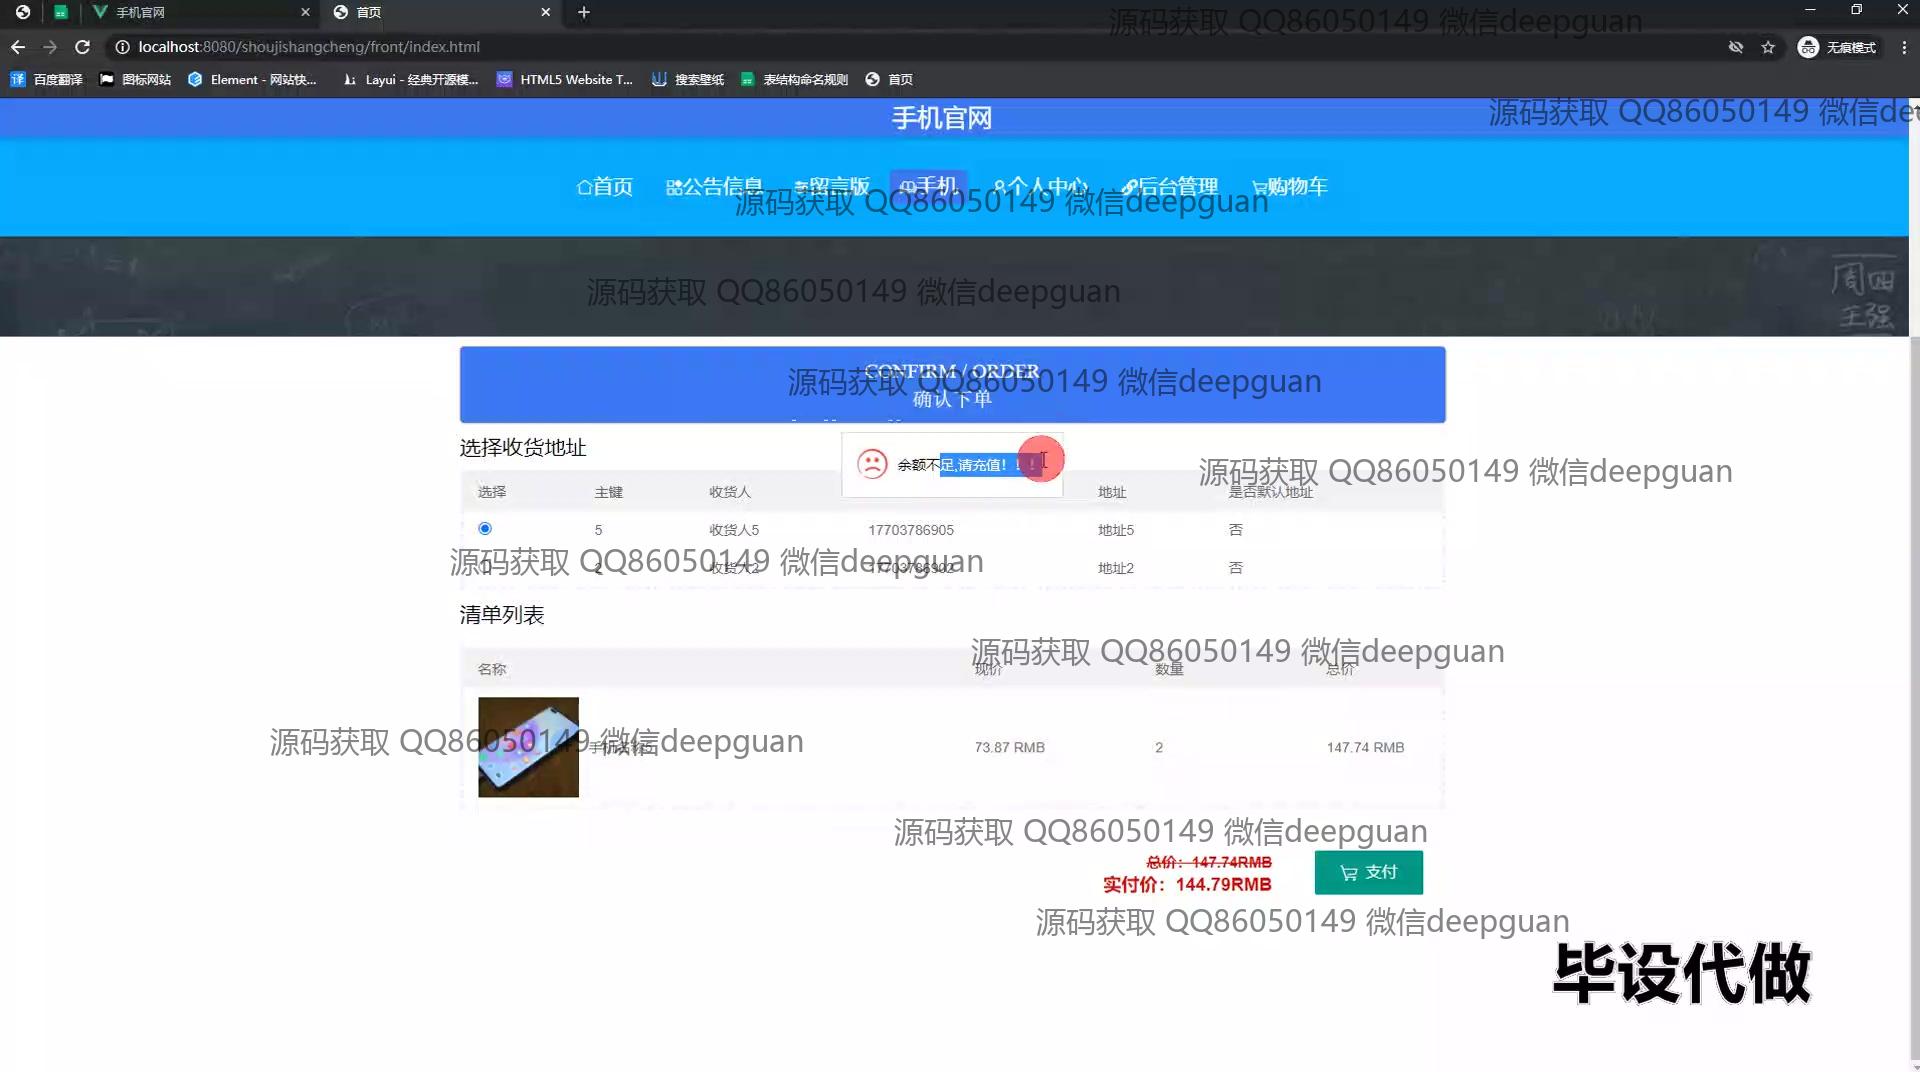 手机官网
首页
localhost:8080/shoujishangcheng/front/index.html
无痕模式
百度翻译
图标网站
Element - 网站快...
Layui - 经典开源模...
HTML5 Website T...
搜索壁纸
表结构命名规则
首页
源码获取 QQ86050149 微信deepguan
手机官网
源码获取 QQ86050149 微信dee
首页
公告信息
留言版
手机
个人中心
后台管理
购物车
源码获取 QQ86050149 微信deepguan
源码获取 QQ86050149 微信deepguan
周四
王强
CONFIRM / ORDER
源码获取 QQ86050149 微信deepguan
确认下单
选择收货地址
余额不足,请充值！！！
源码获取 QQ86050149 微信deepguan
选择 主键 收货人 地址 是否默认地址
5 收货人5 17703786905 地址5 否
源码获取 QQ86050149 微信deepguan
2 收货人2 17703786902 地址2 否
清单列表
源码获取 QQ86050149 微信deepguan
名称 现价 数量 总价
源码获取 QQ86050149 微信deepguan
73.87 RMB 2 147.74 RMB
源码获取 QQ86050149 微信deepguan
总价：147.74RMB
实付价：144.79RMB
支付
源码获取 QQ86050149 微信deepguan
毕设代做